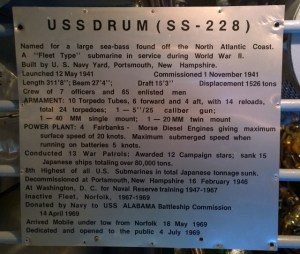 USS DRUM (SS-228)
Named for a large sea-bass found off the North Atlantic Coast.
A "Fleet Type" submarine in service during World War II.
Built by U. S. Navy Yard, Portsmouth, New Hampshire.
Launched 12 May 1941 Commissioned 1 November 1941
Length 311'8"; Beam 27'4"; Draft 15'3" Displacement 1526 tons
Crew of 7 officers and 65 enlisted men
ARMAMENT: 10 Torpedo Tubes, 6 forward and 4 aft, with 14 reloads,
total 24 torpedoes: 1 - 5"/25 caliber gun;
1 - 40 MM single mount; 1 - 20 MM twin mount
POWER PLANT: 4 Fairbanks - Morse Diesel Engines giving maximum
surface speed of 20 knots. Maximum submerged speed when
running on batteries 5 knots.
Conducted 13 War Patrols; Awarded 12 Campaign stars; sank 15
Japanese ships totaling over 80,000 tons.
8th Highest of all U.S. Submarines in total Japanese tonnage sunk.
Decommissioned at Portsmouth, New Hampshire, 16 February 1946
At Washington, D. C. for Naval Reserve training 1947-1967
Inactive Fleet, Norfolk, 1967-1969
Donated by Navy to USS ALABAMA Battleship Commission
14 April 1969
Arrived Mobile under tow from Norfolk 18 May 1969
Dedicated and opened to the public 4 July 1969